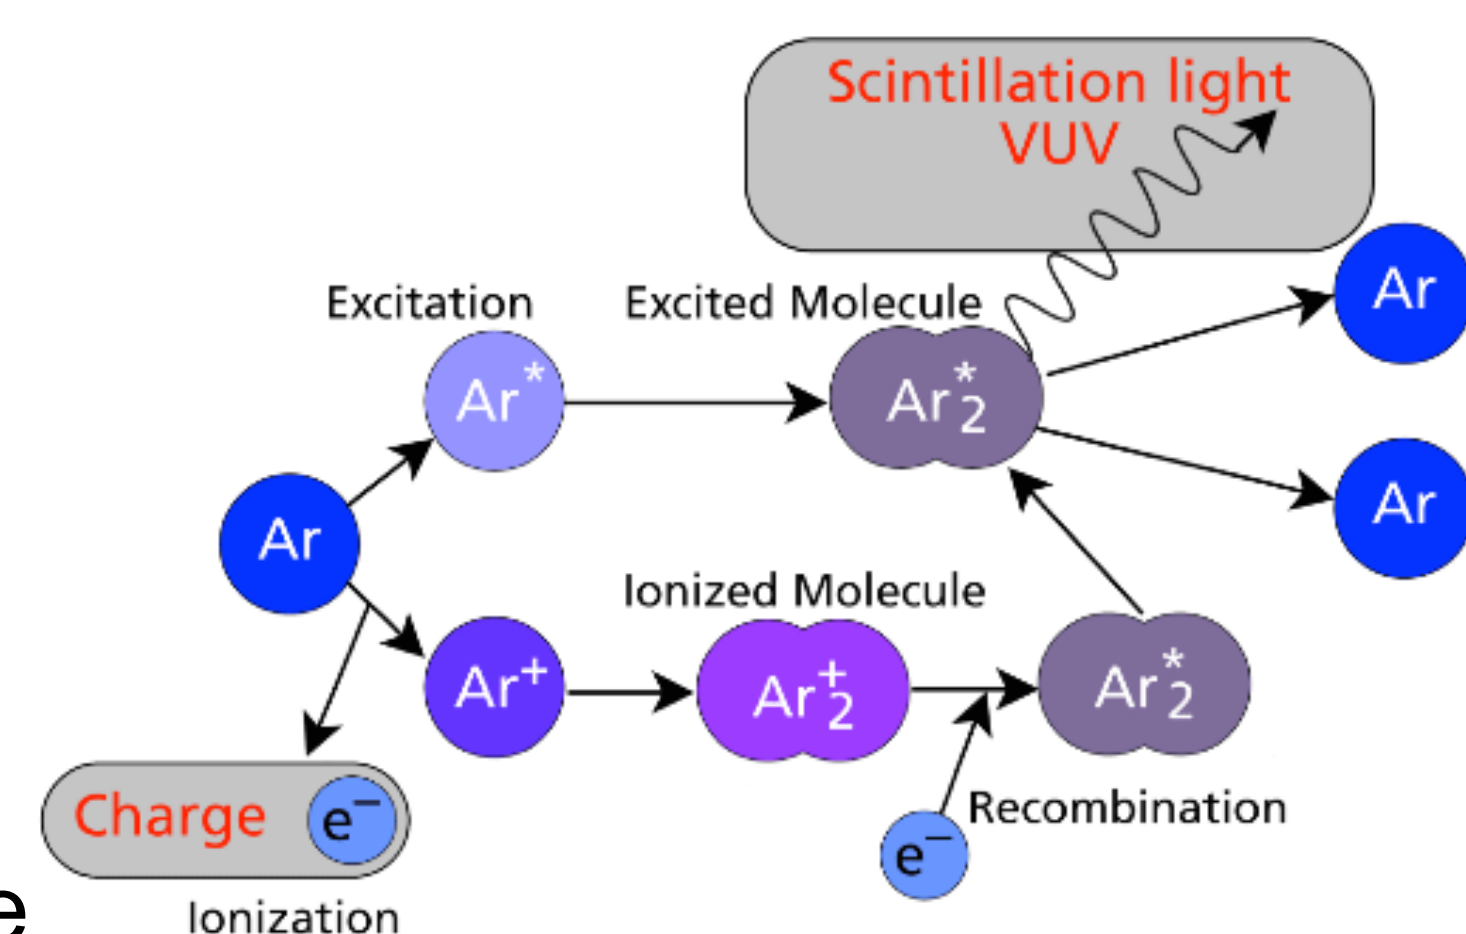 Scintillation light
VUV
Excitation
Excited Molecule
Ar
Ar*
Ar*2
Ar
Ar
Ionized Molecule
Ar+
Ar+2
Ar*2
Charge e−
e−
Recombination
e
Ionization